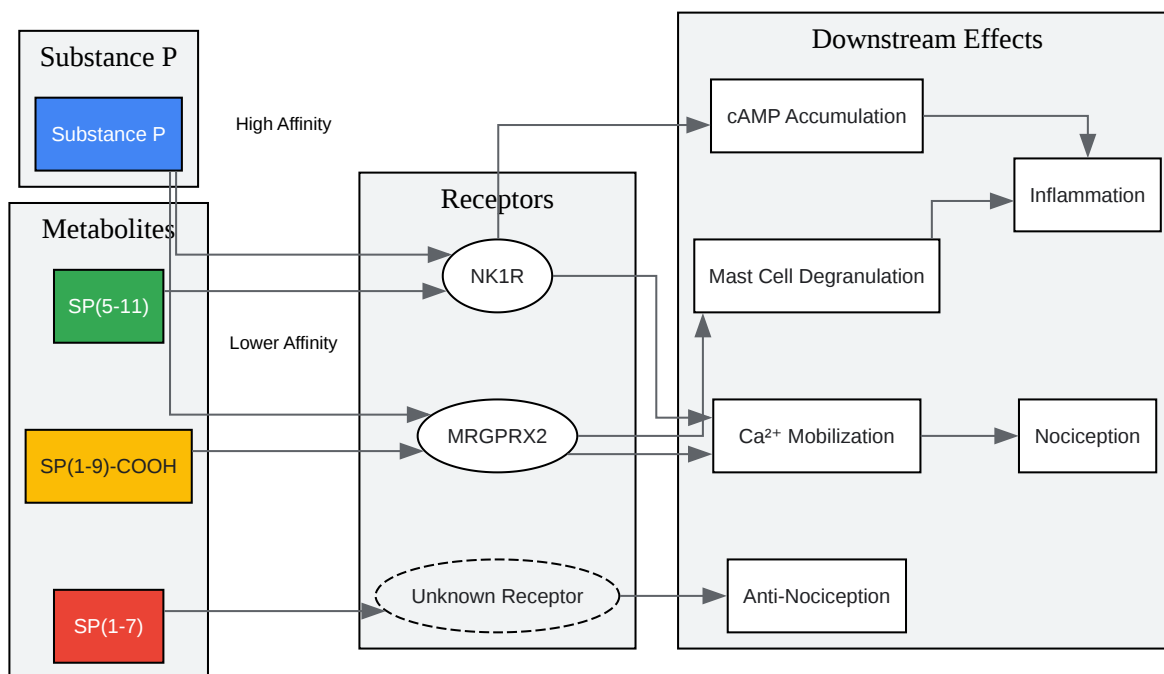 Substance P
Substance P
High Affinity
Metabolites
SP(5-11)
Lower Affinity
SP(1-9)-COOH
SP(1-7)
Receptors
NK1R
MRGPRX2
Unknown Receptor
Downstream Effects
cAMP Accumulation
Inflammation
Mast Cell Degranulation
Ca²⁺ Mobilization
Nociception
Anti-Nociception